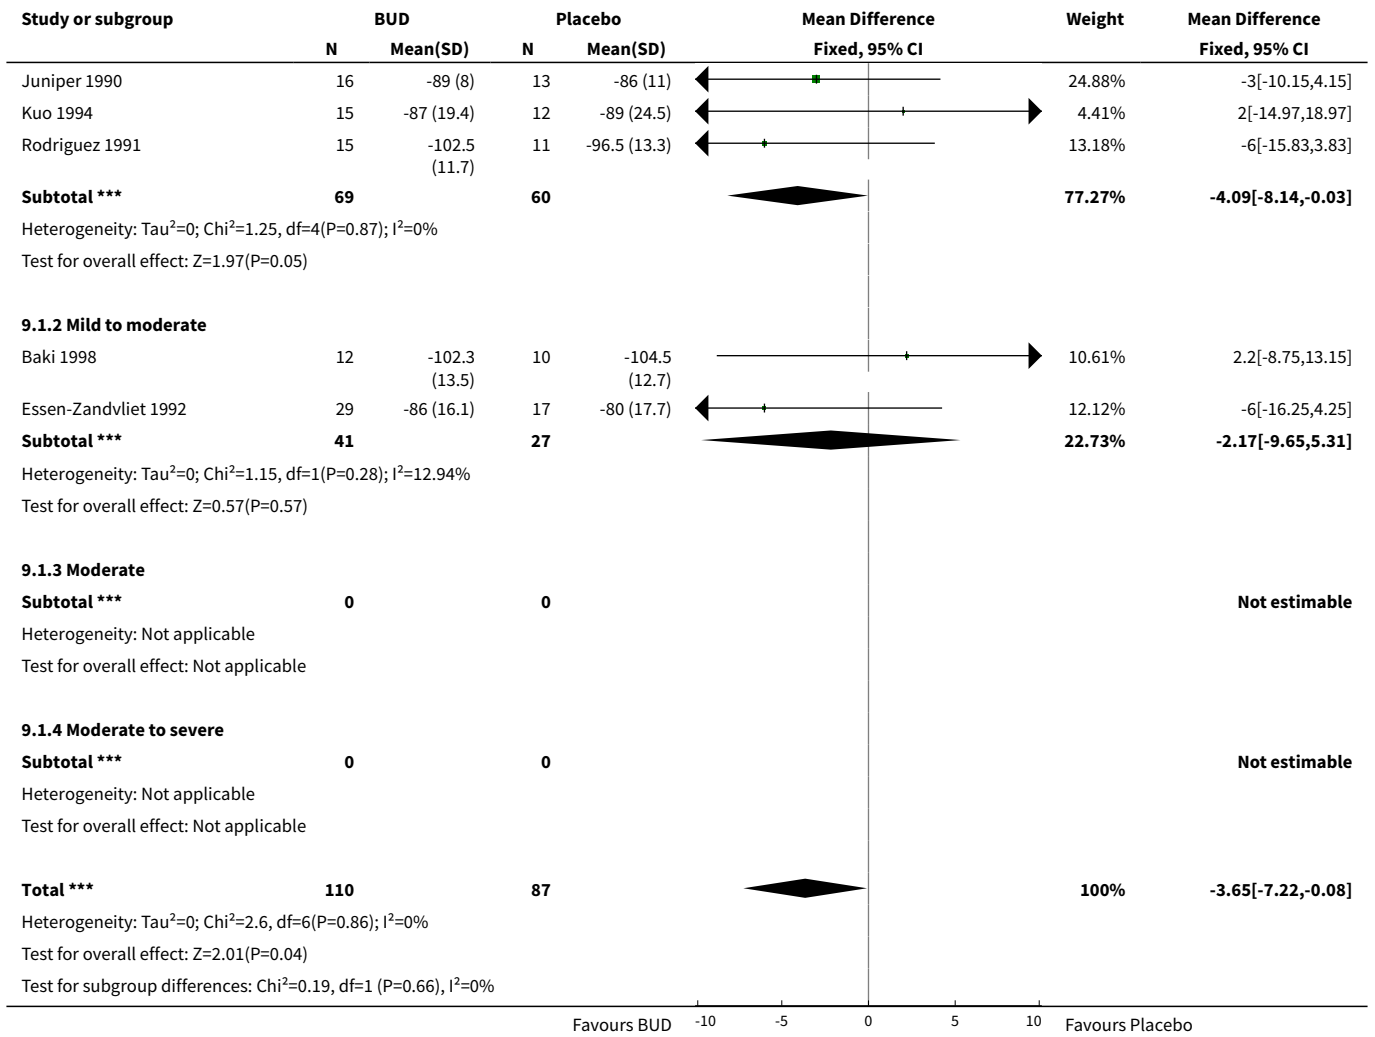 Study or subgroup BUD Placebo Mean Difference Weight Mean Difference
N Mean(SD) N Mean(SD) Fixed, 95% CI Fixed, 95% CI
Juniper 1990 16 -89 (8) 13 -86 (11) 24.88% -3[-10.15,4.15]
Kuo 1994 15 -87 (19.4) 12 -89 (24.5) 4.41% 2[-14.97,18.97]
Rodriguez 1991 15 -102.5 11 -96.5 (13.3) 13.18% -6[-15.83,3.83]
(11.7)
Subtotal *** 69 60 77.27% -4.09[-8.14,-0.03]
Heterogeneity: Tau²=0; Chi²=1.25, df=4(P=0.87); I²=0%
Test for overall effect: Z=1.97(P=0.05)
9.1.2 Mild to moderate
Baki 1998 12 -102.3 10 -104.5 10.61% 2.2[-8.75,13.15]
(13.5) (12.7)
Essen-Zandvliet 1992 29 -86 (16.1) 17 -80 (17.7) 12.12% -6[-16.25,4.25]
Subtotal *** 41 27 22.73% -2.17[-9.65,5.31]
Heterogeneity: Tau²=0; Chi²=1.15, df=1(P=0.28); I²=12.94%
Test for overall effect: Z=0.57(P=0.57)
9.1.3 Moderate
Subtotal *** 0 0 Not estimable
Heterogeneity: Not applicable
Test for overall effect: Not applicable
9.1.4 Moderate to severe
Subtotal *** 0 0 Not estimable
Heterogeneity: Not applicable
Test for overall effect: Not applicable
Total *** 110 87 100% -3.65[-7.22,-0.08]
Heterogeneity: Tau²=0; Chi²=2.6, df=6(P=0.86); I²=0%
Test for overall effect: Z=2.01(P=0.04)
Test for subgroup differences: Chi²=0.19, df=1 (P=0.66), I²=0%
Favours BUD -10 -5 0 5 10 Favours Placebo